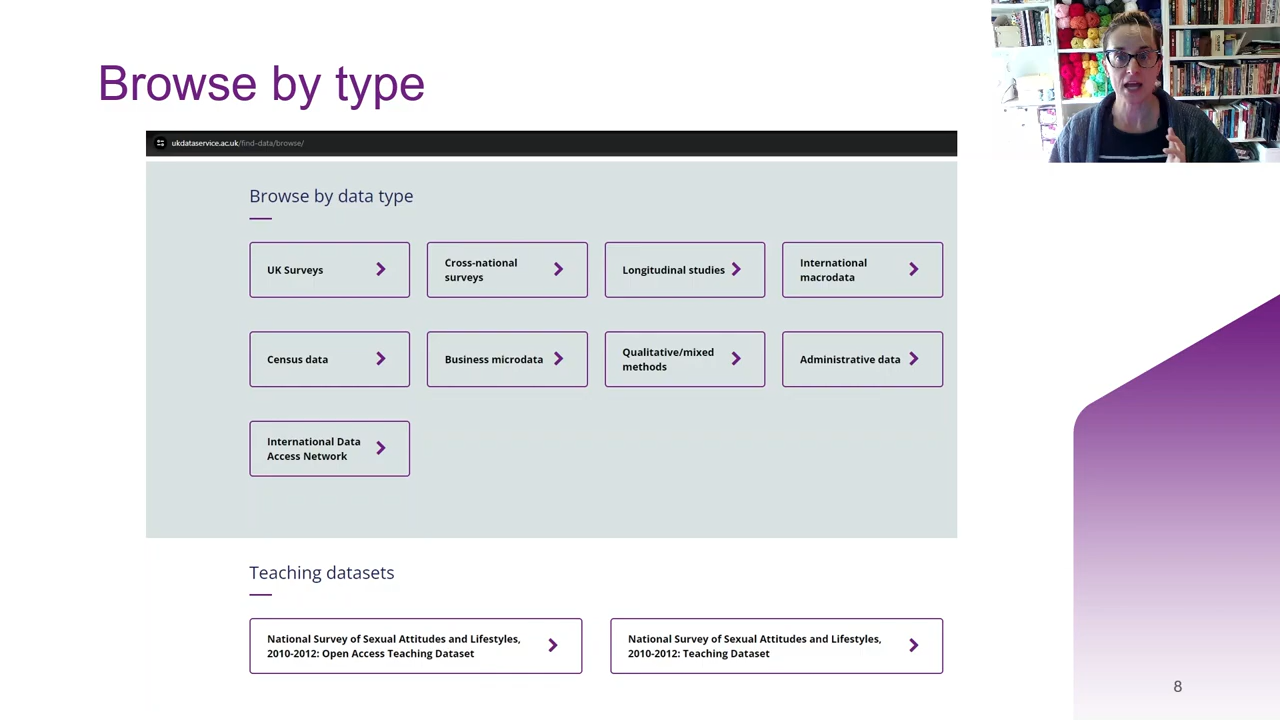 Browse by type
ukdataservice.ac.uk/find-data/browse/
Browse by data type
UK Surveys
Cross-national
surveys
Longitudinal studies
International
macrodata
Census data
Business microdata
Qualitative/mixed
methods
Administrative data
International Data
Access Network
Teaching datasets
National Survey of Sexual Attitudes and Lifestyles,
2010-2012: Open Access Teaching Dataset
National Survey of Sexual Attitudes and Lifestyles,
2010-2012: Teaching Dataset
8